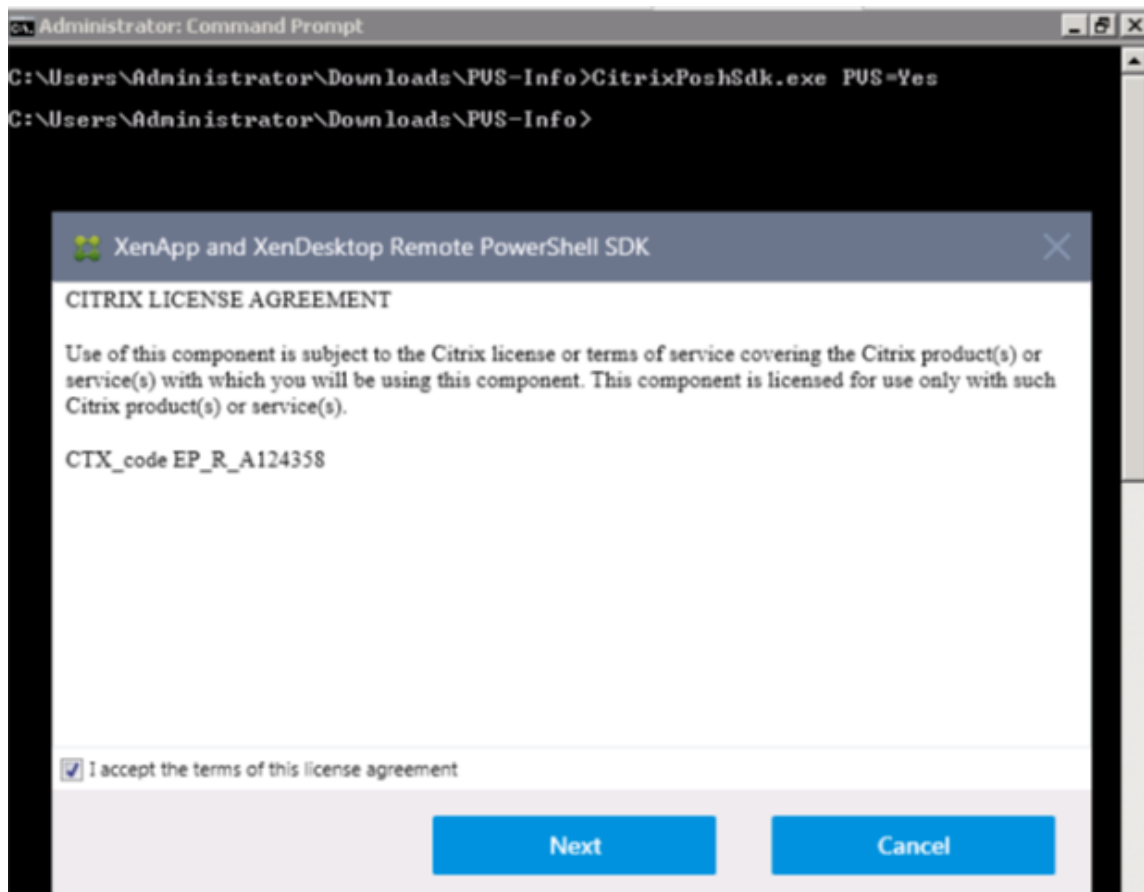 Administrator: Command Prompt
C:\Users\Administrator\Downloads\PVS-Info>CitrixPoshSdk.exe PVS=Yes
C:\Users\Administrator\Downloads\PVS-Info>
XenApp and XenDesktop Remote PowerShell SDK
CITRIX LICENSE AGREEMENT
Use of this component is subject to the Citrix license or terms of service covering the Citrix product(s) or
service(s) with which you will be using this component. This component is licensed for use only with such
Citrix product(s) or service(s).
CTX_code EP_R_A124358
I accept the terms of this license agreement
Next
Cancel